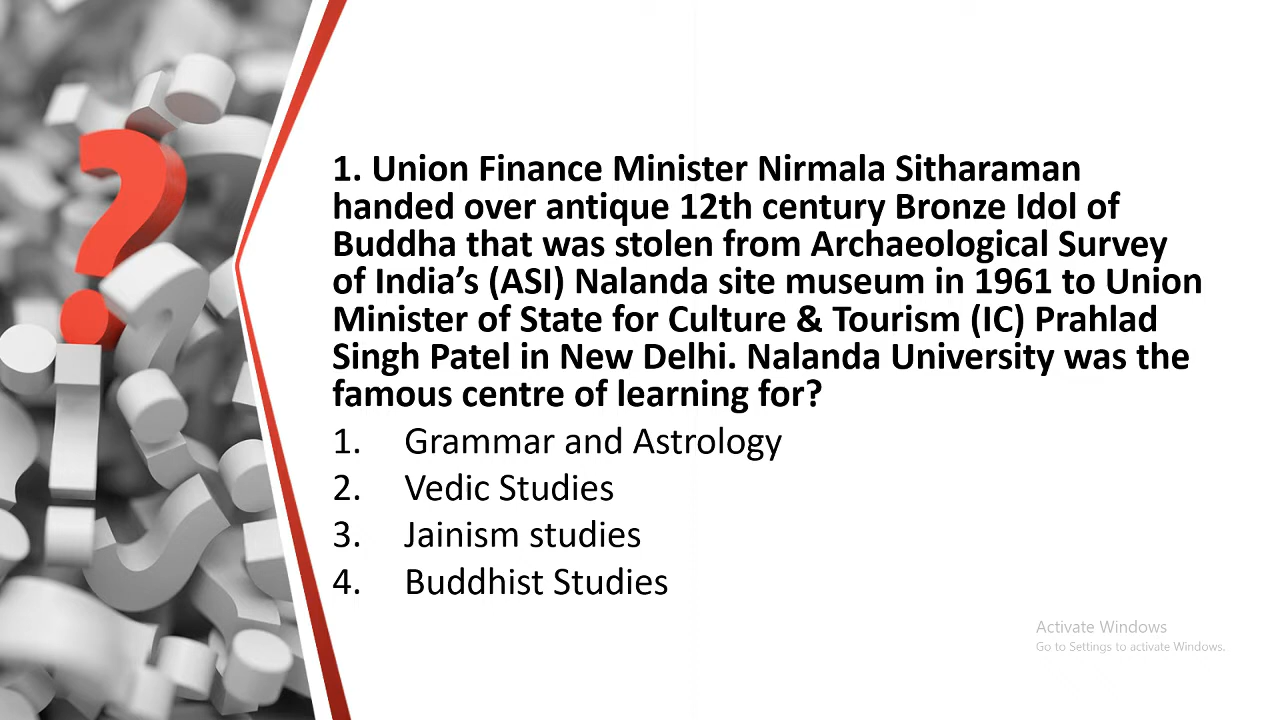 1. Union Finance Minister Nirmala Sitharaman
handed over antique 12th century Bronze Idol of
Buddha that was stolen from Archaeological Survey
of India’s (ASI) Nalanda site museum in 1961 to Union
Minister of State for Culture & Tourism (IC) Prahlad
Singh Patel in New Delhi. Nalanda University was the
famous centre of learning for?
1. Grammar and Astrology
2. Vedic Studies
3. Jainism studies
4. Buddhist Studies
Activate Windows
Go to Settings to activate Windows.